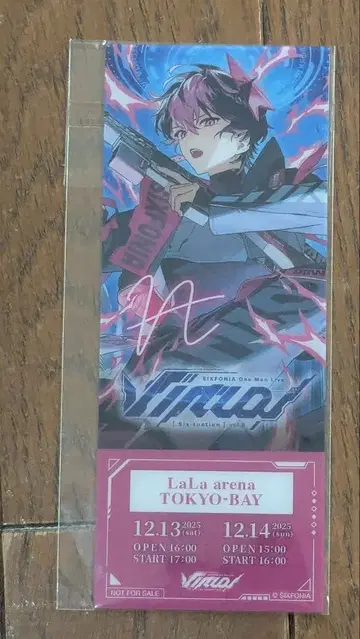 SIXFONIA
SIXFONIA One Man Live
LaLa arena
TOKYO-BAY
12.13 2025 (sat)
12.14 2025 (sun)
OPEN 16:00
START 17:00
OPEN 15:00
START 16:00
NOT FOR SALE
© SIXFONIA